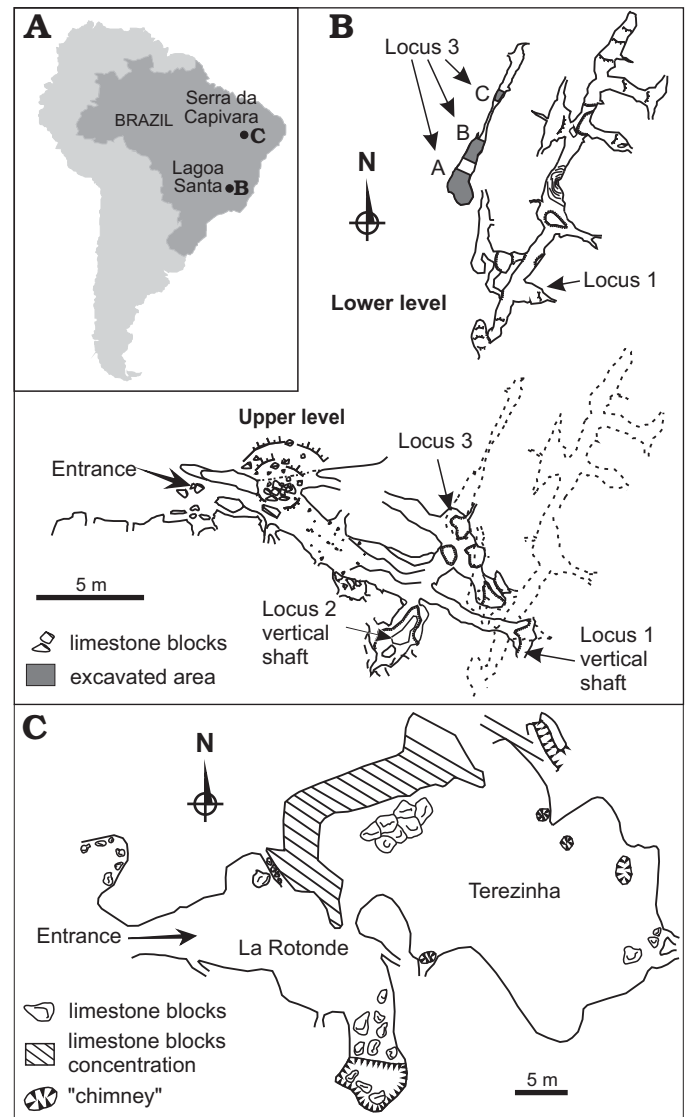 A
BRAZIL
Serra da
Capivara
C
Lagoa
Santa
B
B
Locus 3
C
B
A
N
Locus 1
Lower level
Upper level
Entrance
Locus 3
5 m
Locus 2
vertical
shaft
Locus 1
vertical
shaft
limestone blocks
excavated area
C
N
Terezinha
Entrance
La Rotonde
limestone blocks
limestone blocks
concentration
"chimney"
5 m